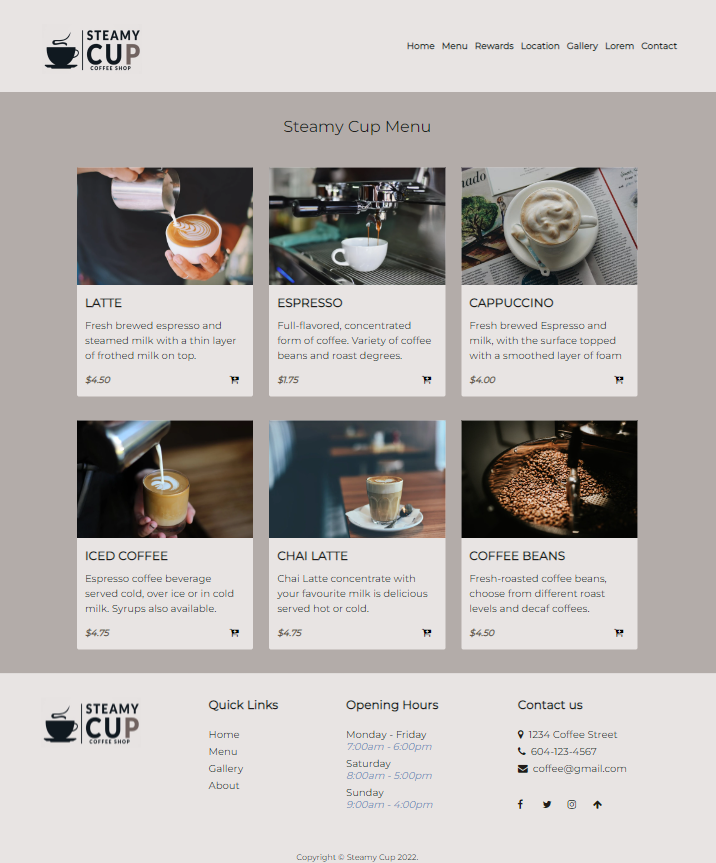 STEAMY
CUP
COFFEE SHOP
Home Menu Rewards Location Gallery Lorem Contact
Steamy Cup Menu
LATTE
Fresh brewed espresso and
steamed milk with a thin layer
of frothed milk on top.
$4.50
ESPRESSO
Full-flavored, concentrated
form of coffee. Variety of coffee
beans and roast degrees.
$1.75
nado
CAPPUCCINO
Fresh brewed Espresso and
milk, with the surface topped
with a smoothed layer of foam
$4.00
ICED COFFEE
Espresso coffee beverage
served cold, over ice or in cold
milk. Syrups also available.
$4.75
CHAI LATTE
Chai Latte concentrate with
your favourite milk is delicious
served hot or cold.
$4.75
COFFEE BEANS
Fresh-roasted coffee beans,
choose from different roast
levels and decaf coffees.
$4.50
STEAMY
CUP
COFFEE SHOP
Quick Links
Home
Menu
Gallery
About
Opening Hours
Monday - Friday
7:00am - 6:00pm
Saturday
8:00am - 5:00pm
Sunday
9:00am - 4:00pm
Contact us
1234 Coffee Street
604-123-4567
coffee@gmail.com
Copyright © Steamy Cup 2022.